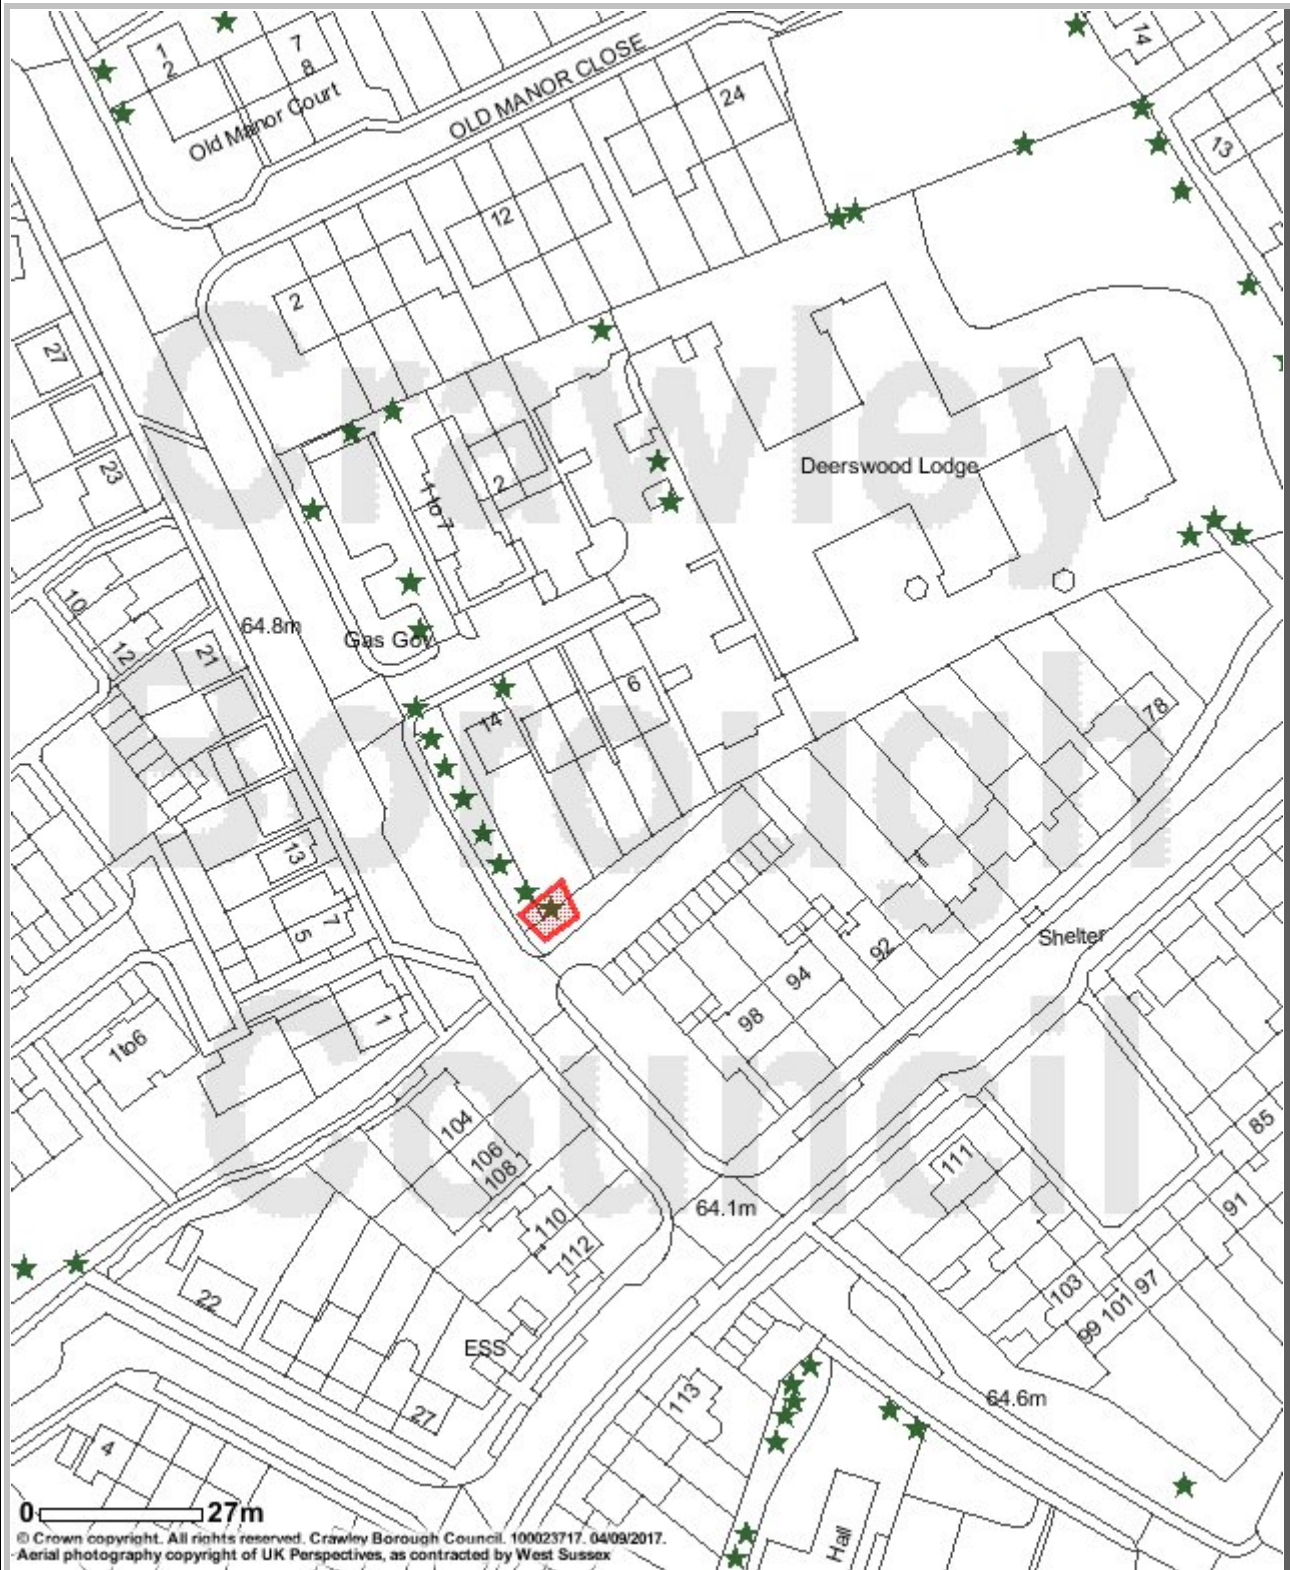 14
1
2
7
8
Old Manor Court
OLD MANOR CLOSE
24
13
12
2
27
23
1 to 7
2
Deerswood Lodge
10
12
21
64.8m
Gas Gov
14
6
78
13
7
5
1
1to6
98
94
92
Shelter
104
106
108
110
112
111
85
91
64.1m
103
99
101
97
22
ESS
27
4
113
64.6m
Hall
Crawley
Borough
Council
0 27m
© Crown copyright. All rights reserved. Crawley Borough Council. 100023717. 04/09/2017.
Aerial photography copyright of UK Perspectives, as contracted by West Sussex